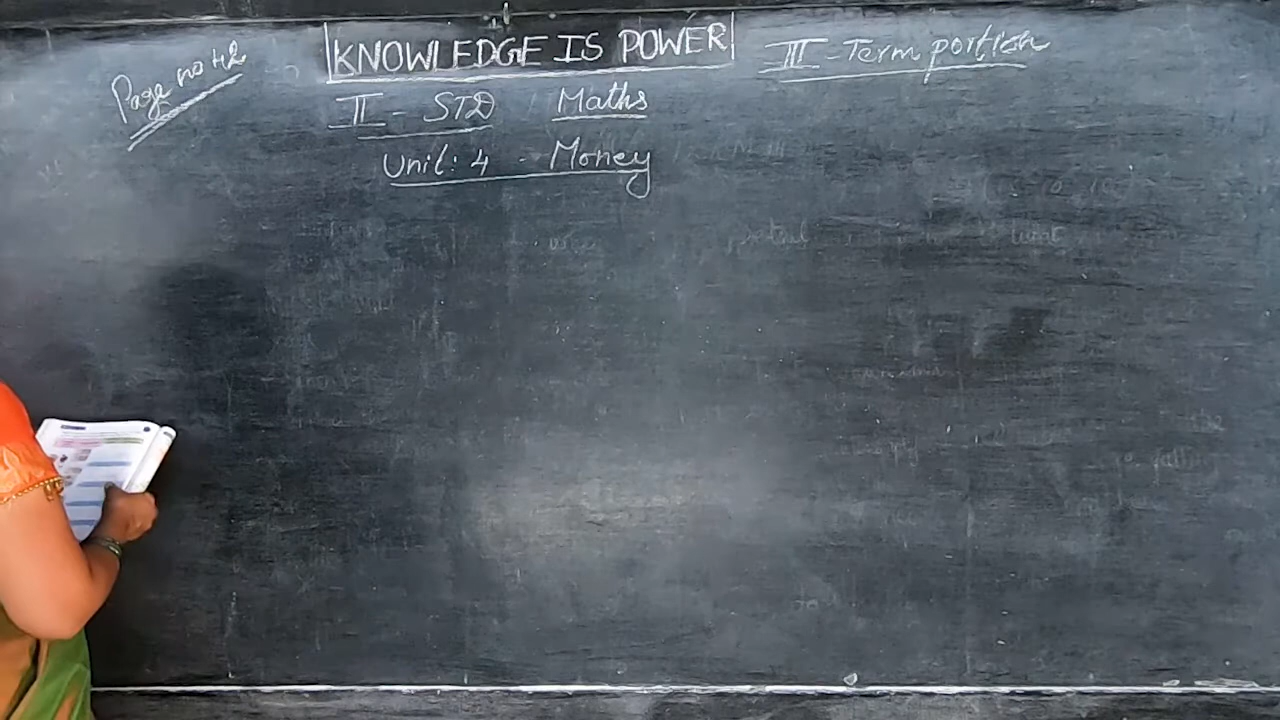 KNOWLEDGE IS POWER
III - Term portion
Page no 42
II - STD Maths
Unit: 4 - Money